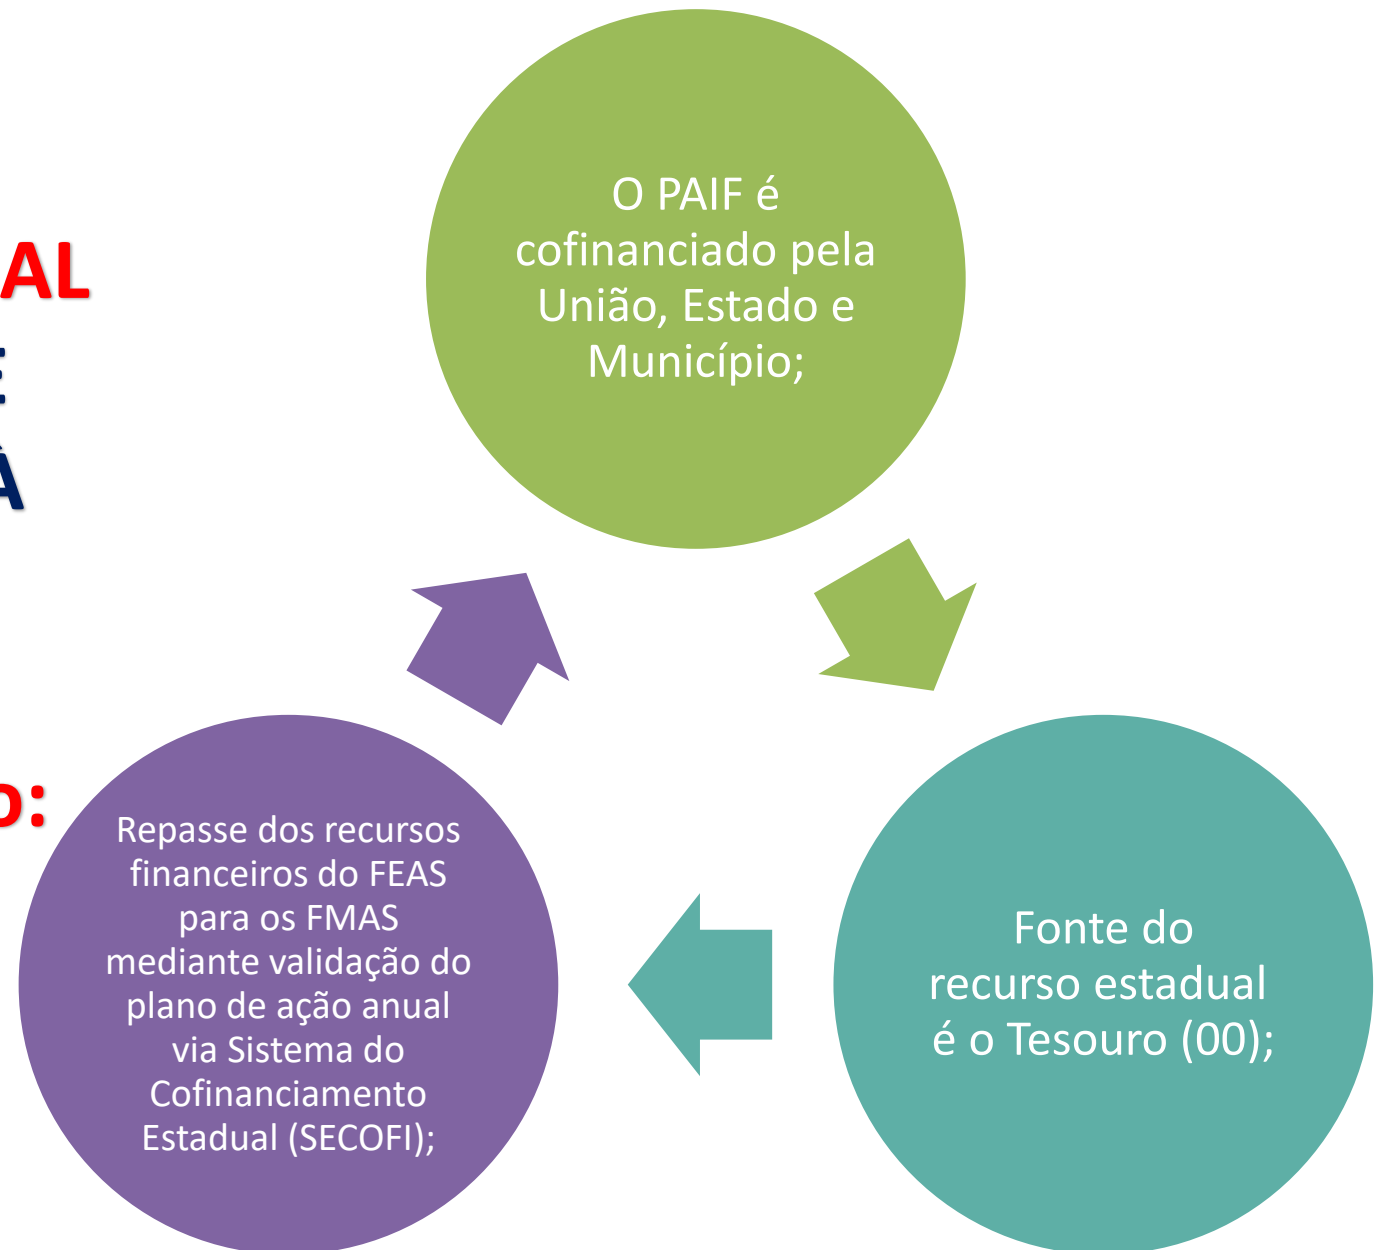 O PAIF é
cofinanciado pela
União, Estado e
Município;
AL
E
À
o:
Repasse dos recursos
financeiros do FEAS
para os FMAS
mediante validação do
plano de ação anual
via Sistema do
Cofinanciamento
Estadual (SECOFI);
Fonte do
recurso estadual
é o Tesouro (00);